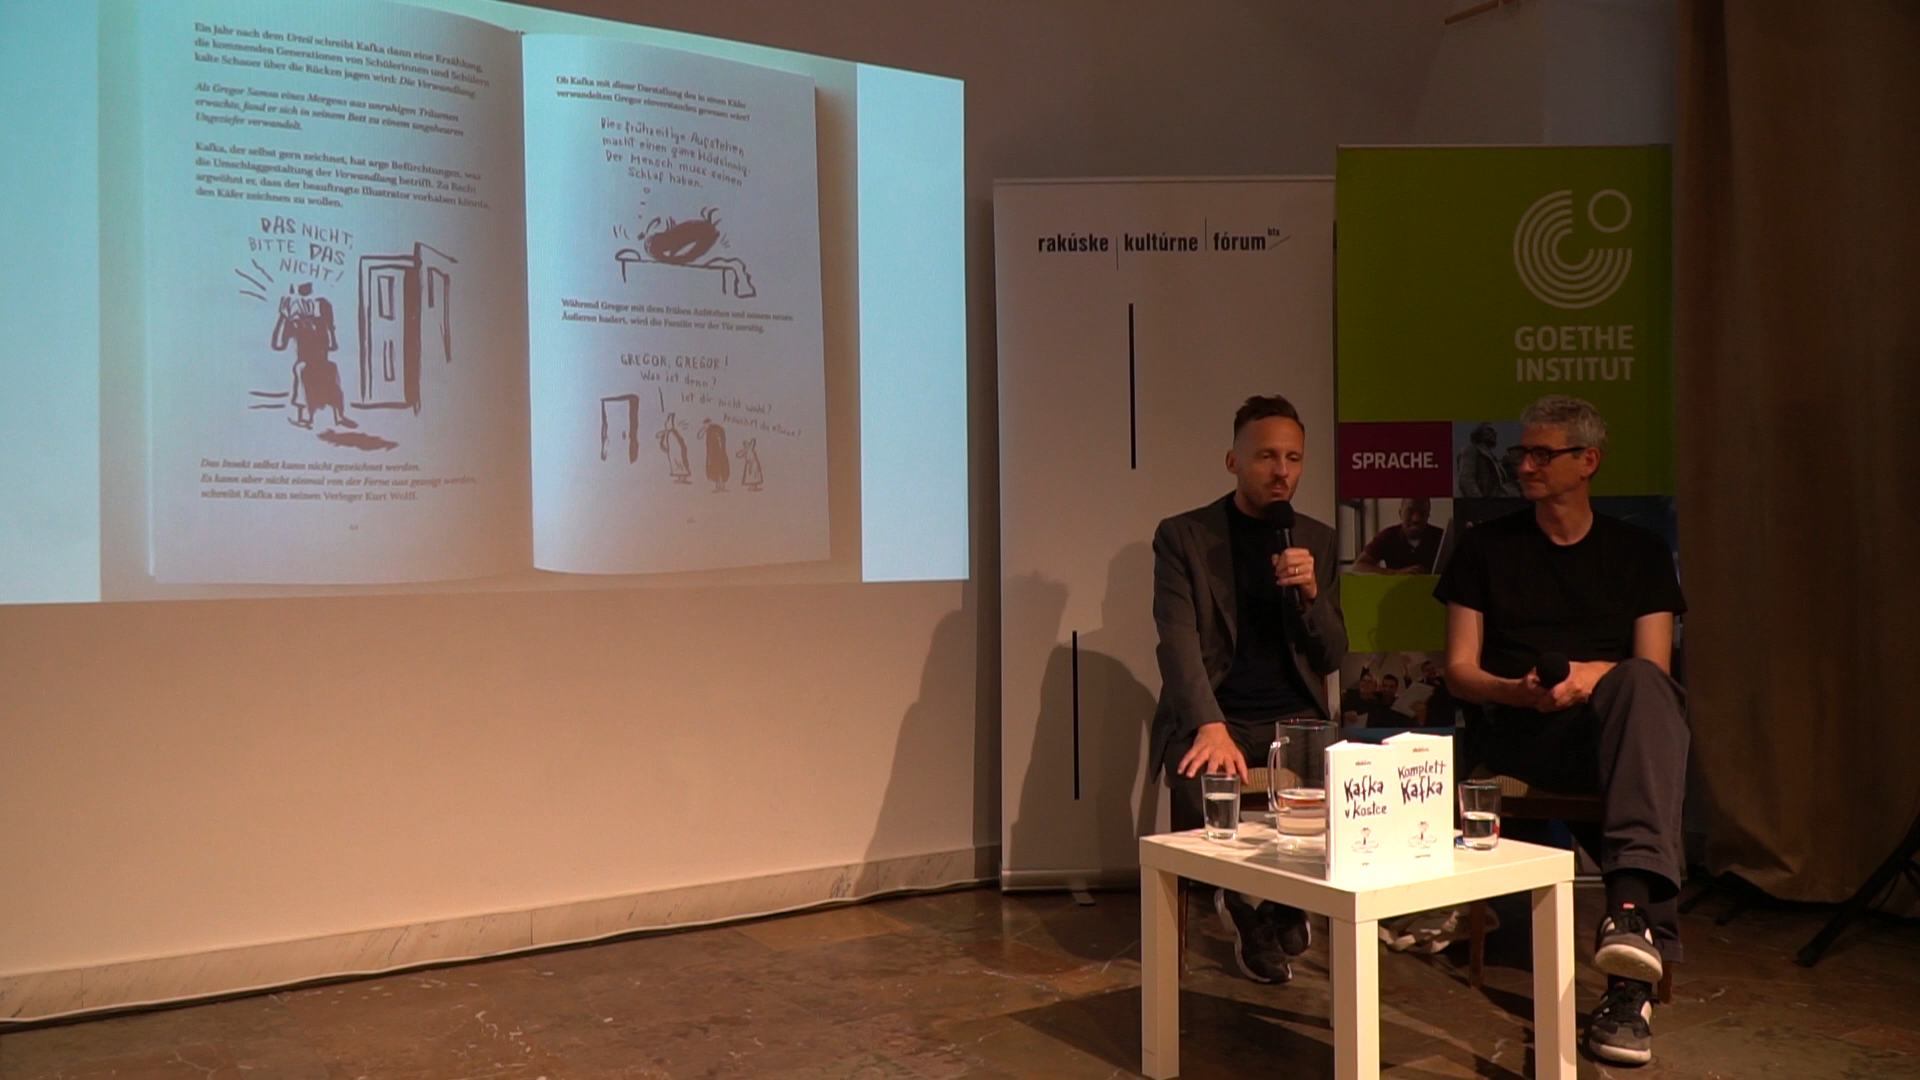 Ein Jahr nach dem Urteil schreibt Kafka dann eine Erzählung,
die kommenden Generationen von Schülerinnen und Schülern
kalte Schauer über die Rücken jagen wird: Die Verwandlung.
Als Gregor Samsa eines Morgens aus unruhigen Träumen
erwachte, fand er sich in seinem Bett zu einem ungeheuren
Ungeziefer verwandelt.
Kafka, der selbst gern zeichnet, hat arge Befürchtungen, was
die Umschlaggestaltung der Verwandlung betrifft. Zu Recht
argwöhnt er, dass der beauftragte Illustrator vorhaben könnte,
den Käfer zeichnen zu wollen.
DAS NICHT,
BITTE DAS
NICHT!
Das Insekt selbst kann nicht gezeichnet werden.
Es kann aber nicht einmal von der Ferne aus gezeigt werden,
schreibt Kafka an seinen Verleger Kurt Wolff.
Ob Kafka mit dieser Darstellung des in einen Käfer
verwandelten Gregor einverstanden gewesen wäre?
Dies frühzeitige Aufstehen
macht einen ganz blödsinnig.
Der Mensch muss seinen
Schlaf haben.
Während Gregor mit dem frühen Aufstehen und seinem neuen
Äußeren hadert, wird die Familie vor der Tür unruhig.
GREGOR, GREGOR!
Was ist denn?
Ist dir nicht wohl?
Brauchst du etwas?
rakúske kultúrne fórum bts
GOETHE
INSTITUT
SPRACHE.
Kafka
v kostce
Komplett
Kafka